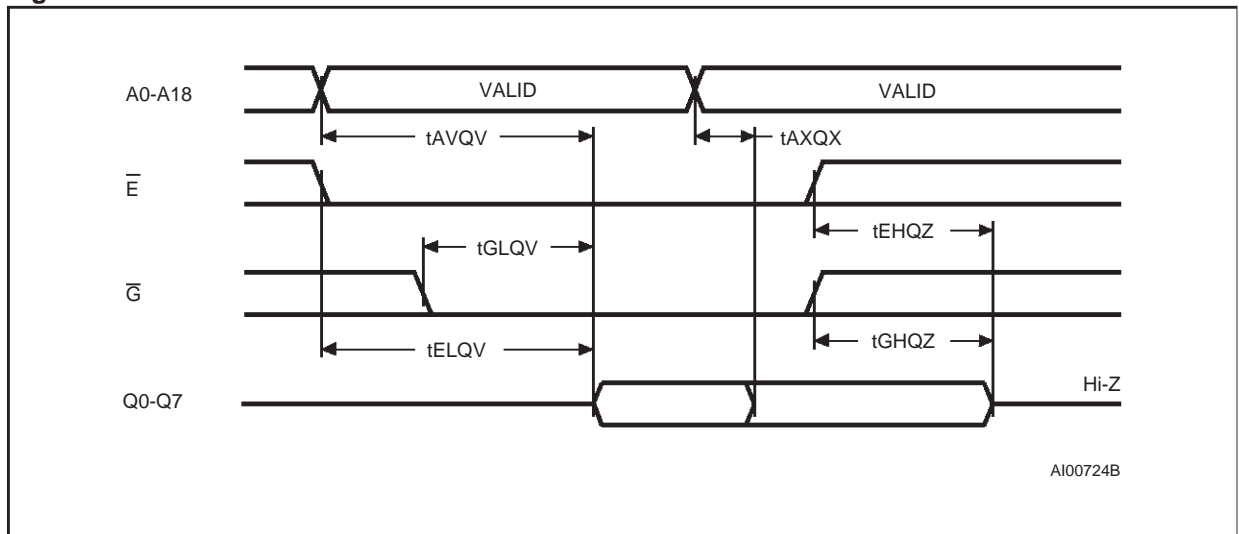 A0-A18
VALID
VALID
tAVQV
tAXQX
E
tEHQZ
tGLQV
G
tGHQZ
tELQV
Q0-Q7
Hi-Z
AI00724B